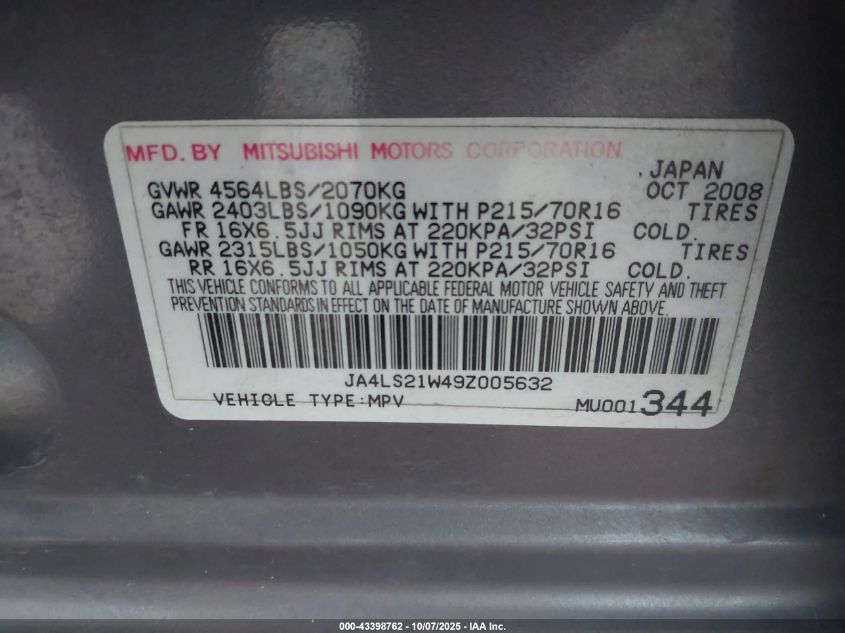 MFD. BY MITSUBISHI MOTORS CORPORATION
, JAPAN
GVWR 4564LBS/2070KG OCT 2008
GAWR 2403LBS/1090KG WITH P215/70R16 TIRES
FR 16X6.5JJ RIMS AT 220KPA/32PSI COLD.
GAWR 2315LBS/1050KG WITH P215/70R16 TIRES
RR 16X6.5JJ RIMS AT 220KPA/32PSI COLD.
THIS VEHICLE CONFORMS TO ALL APPLICABLE FEDERAL MOTOR VEHICLE SAFETY AND THEFT
PREVENTION STANDARDS IN EFFECT ON THE DATE OF MANUFACTURE SHOWN ABOVE.
JA4LS21W49Z005632
VEHICLE TYPE:MPV MU001344
000-43398762 - 10/07/2025 - IAA Inc.